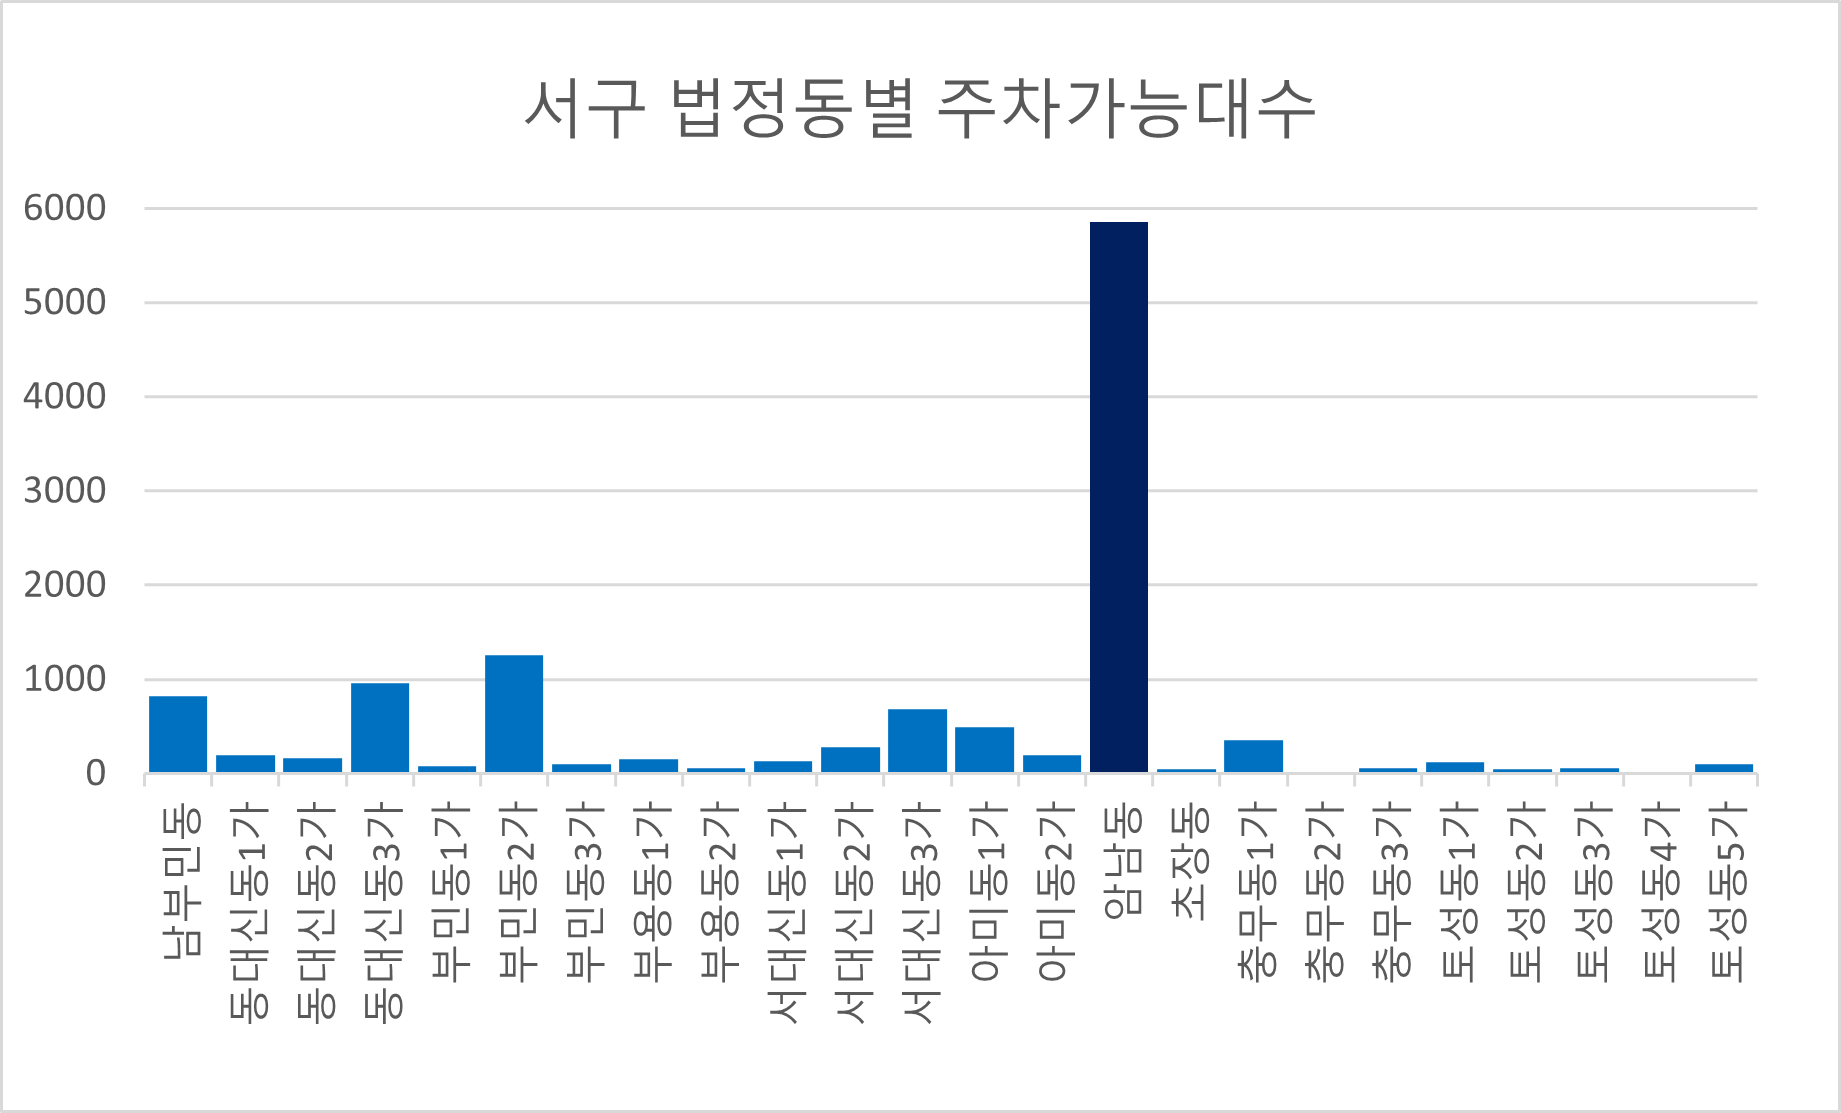 서구 법정동별 주차가능대수
6000
5000
4000
3000
2000
1000
0
남부민동
동대신동1가
동대신동2가
동대신동3가
부민동1가
부민동2가
부민동3가
부용동1가
부용동2가
서대신동1가
서대신동2가
서대신동3가
아미동1가
아미동2가
암남동
초장동
충무동1가
충무동2가
충무동3가
토성동1가
토성동2가
토성동3가
토성동4가
토성동5가